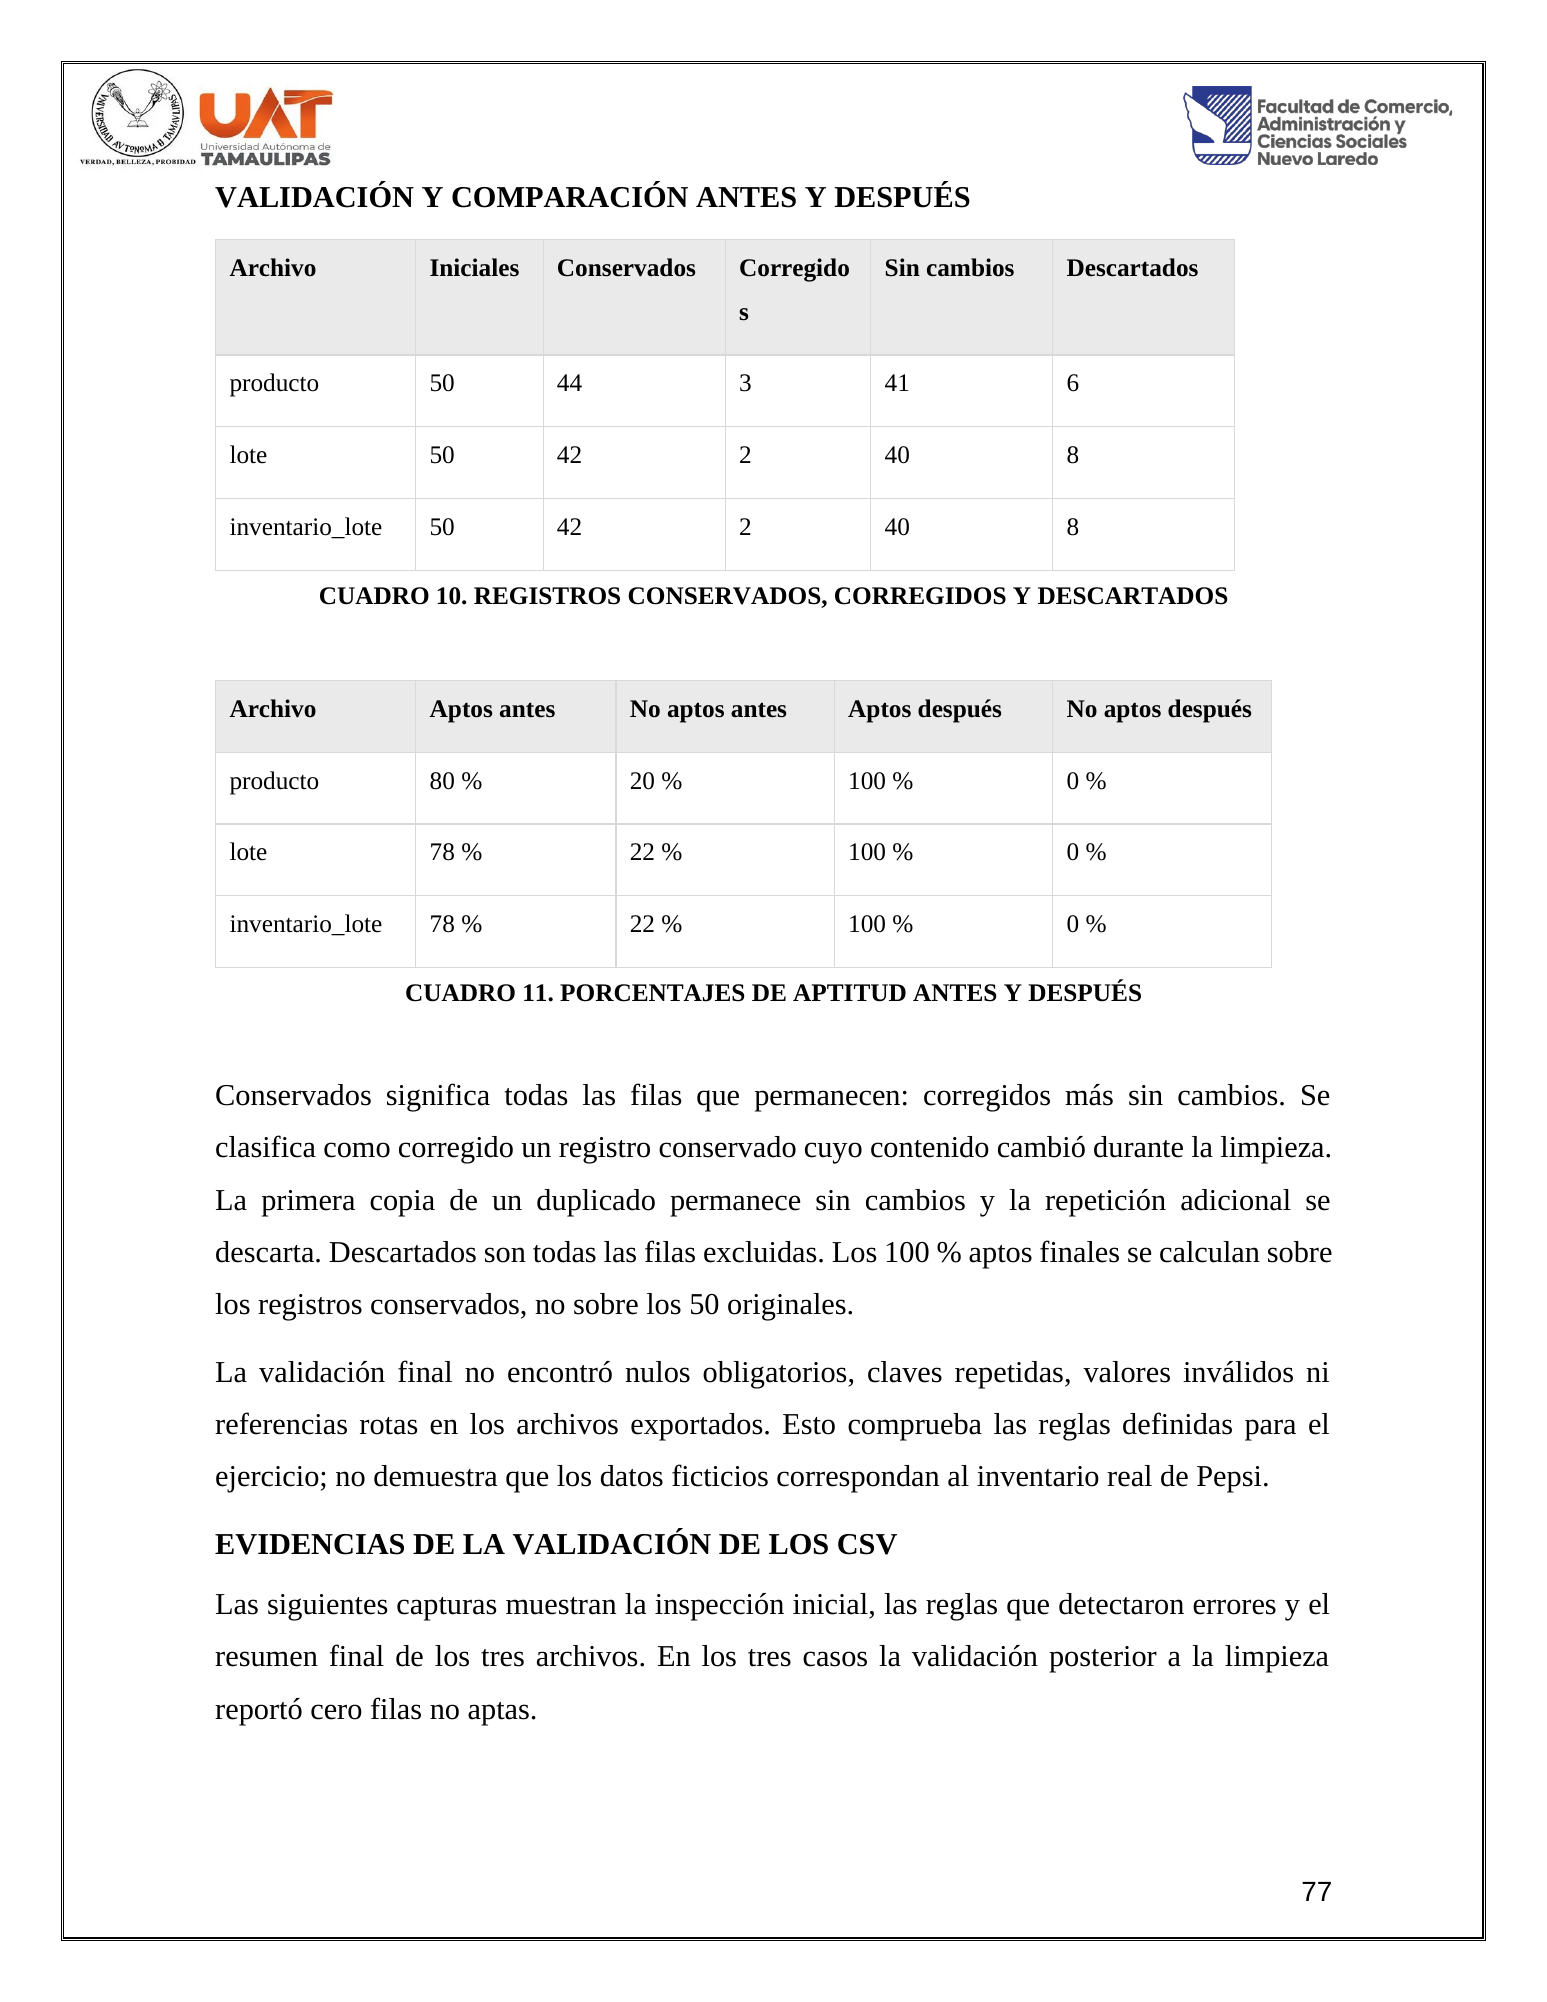 UNIVERSIDAD AUTONOMA DE TAMAULIPAS
VERDAD, BELLEZA, PROBIDAD
UAT
Universidad Autónoma de
TAMAULIPAS
Facultad de Comercio,
Administración y
Ciencias Sociales
Nuevo Laredo
VALIDACIÓN Y COMPARACIÓN ANTES Y DESPUÉS
Archivo Iniciales Conservados Corregido Sin cambios Descartados
s
producto 50 44 3 41 6
lote 50 42 2 40 8
inventario_lote 50 42 2 40 8
CUADRO 10. REGISTROS CONSERVADOS, CORREGIDOS Y DESCARTADOS
Archivo Aptos antes No aptos antes Aptos después No aptos después
producto 80 % 20 % 100 % 0 %
lote 78 % 22 % 100 % 0 %
inventario_lote 78 % 22 % 100 % 0 %
CUADRO 11. PORCENTAJES DE APTITUD ANTES Y DESPUÉS
Conservados significa todas las filas que permanecen: corregidos más sin cambios. Se
clasifica como corregido un registro conservado cuyo contenido cambió durante la limpieza.
La primera copia de un duplicado permanece sin cambios y la repetición adicional se
descarta. Descartados son todas las filas excluidas. Los 100 % aptos finales se calculan sobre
los registros conservados, no sobre los 50 originales.
La validación final no encontró nulos obligatorios, claves repetidas, valores inválidos ni
referencias rotas en los archivos exportados. Esto comprueba las reglas definidas para el
ejercicio; no demuestra que los datos ficticios correspondan al inventario real de Pepsi.
EVIDENCIAS DE LA VALIDACIÓN DE LOS CSV
Las siguientes capturas muestran la inspección inicial, las reglas que detectaron errores y el
resumen final de los tres archivos. En los tres casos la validación posterior a la limpieza
reportó cero filas no aptas.
77